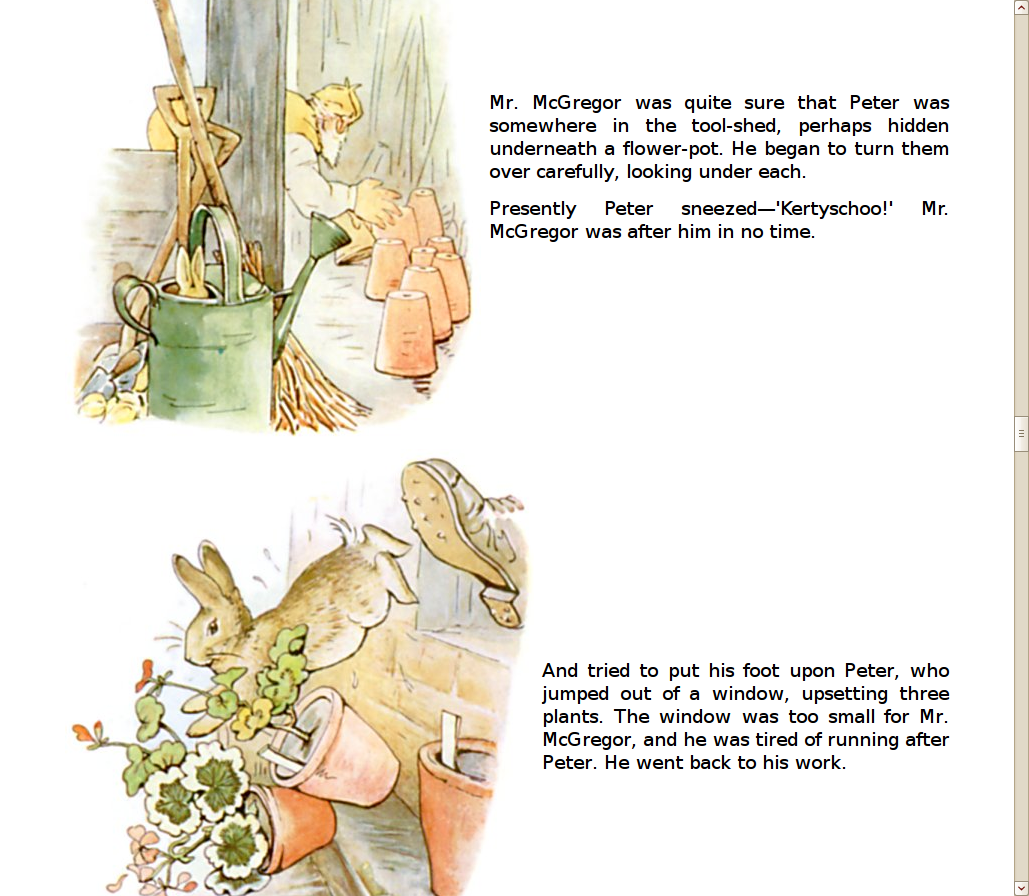 Mr. McGregor was quite sure that Peter was
somewhere in the tool-shed, perhaps hidden
underneath a flower-pot. He began to turn them
over carefully, looking under each.
Presently Peter sneezed—'Kertyschoo!' Mr.
McGregor was after him in no time.
And tried to put his foot upon Peter, who
jumped out of a window, upsetting three
plants. The window was too small for Mr.
McGregor, and he was tired of running after
Peter. He went back to his work.